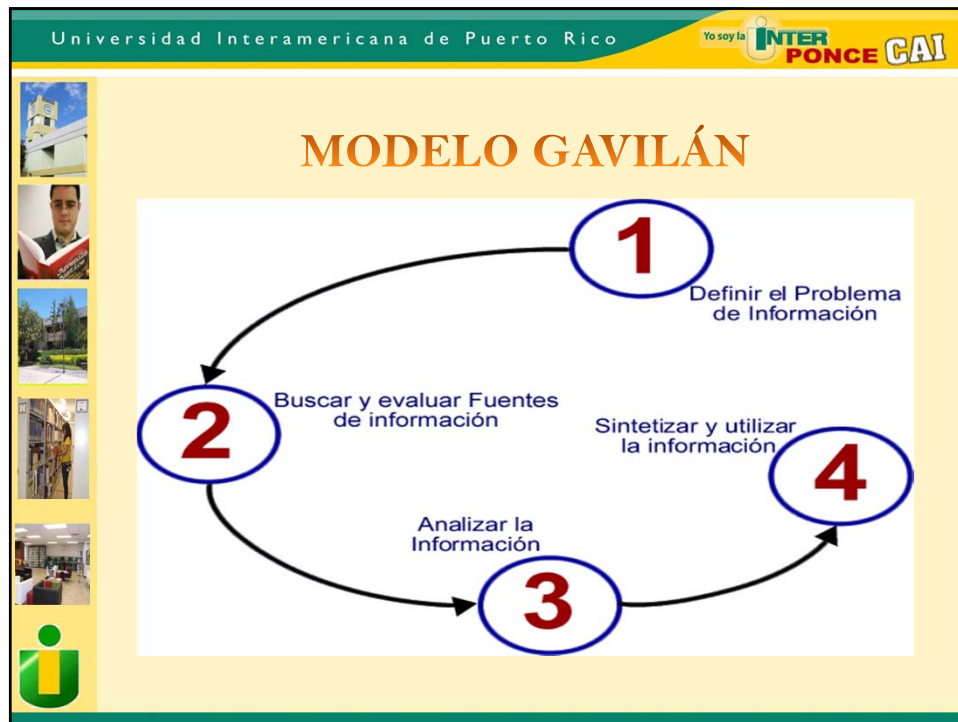 Universidad Interamericana de Puerto Rico
Yo soy la INTER
PONCE CAI
MODELO GAVILÁN
1
Definir el Problema
de Información
2
Buscar y evaluar Fuentes
de información
Sintetizar y utilizar
la información
4
Analizar la
Información
3